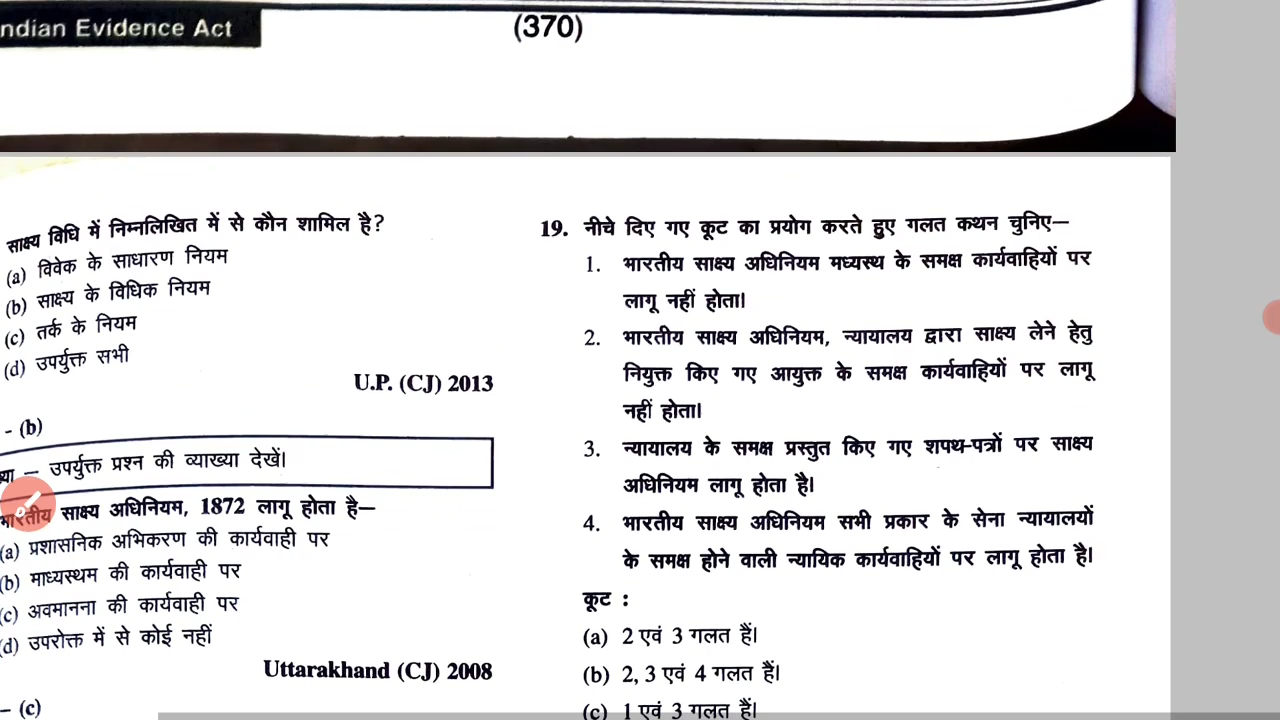 ndian Evidence Act
(370)
साक्ष्य विधि में निम्नलिखित में से कौन शामिल है?
(a) विवेक के साधारण नियम
(b) साक्ष्य के विधिक नियम
(c) तर्क के नियम
(d) उपर्युक्त सभी
U.P. (CJ) 2013
- (b)
ख्या – उपर्युक्त प्रश्न की व्याख्या देखें।
भारतीय साक्ष्य अधिनियम, 1872 लागू होता है–
(a) प्रशासनिक अभिकरण की कार्यवाही पर
(b) माध्यस्थम की कार्यवाही पर
(c) अवमानना की कार्यवाही पर
(d) उपरोक्त में से कोई नहीं
Uttarakhand (CJ) 2008
– (c)
19. नीचे दिए गए कूट का प्रयोग करते हुए गलत कथन चुनिए–
1. भारतीय साक्ष्य अधिनियम मध्यस्थ के समक्ष कार्यवाहियों पर
लागू नहीं होता।
2. भारतीय साक्ष्य अधिनियम, न्यायालय द्वारा साक्ष्य लेने हेतु
नियुक्त किए गए आयुक्त के समक्ष कार्यवाहियों पर लागू
नहीं होता।
3. न्यायालय के समक्ष प्रस्तुत किए गए शपथ-पत्रों पर साक्ष्य
अधिनियम लागू होता है।
4. भारतीय साक्ष्य अधिनियम सभी प्रकार के सेना न्यायालयों
के समक्ष होने वाली न्यायिक कार्यवाहियों पर लागू होता है।
कूट :
(a) 2 एवं 3 गलत हैं।
(b) 2, 3 एवं 4 गलत हैं।
(c) 1 एवं 3 गलत हैं।